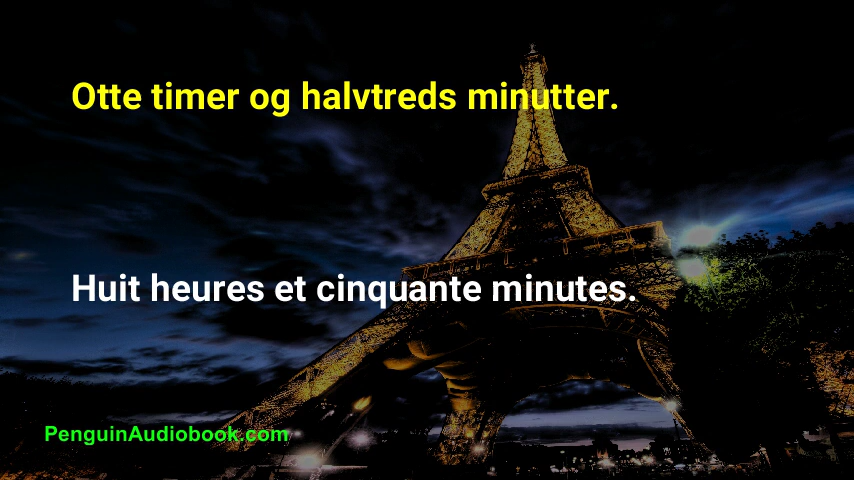 Otte timer og halvtreds minutter.
Huit heures et cinquante minutes.
PenguinAudiobook.com